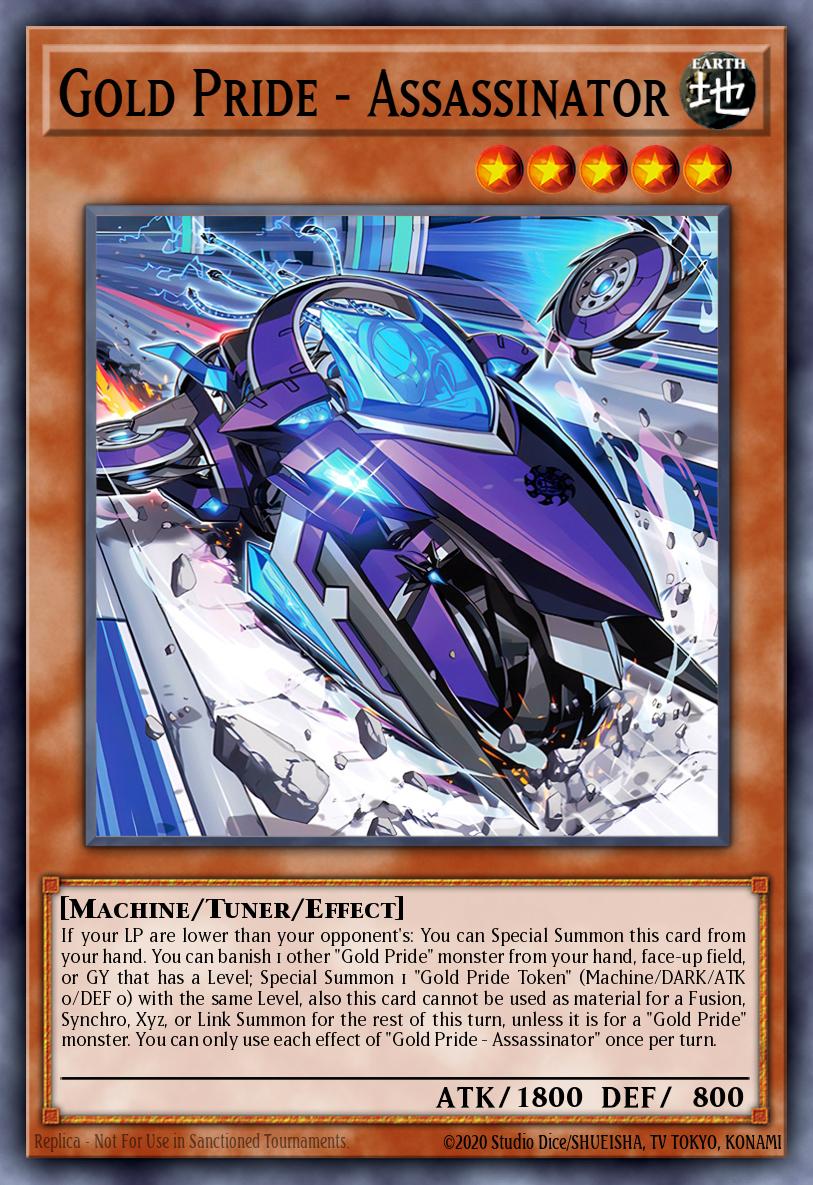 Gold Pride - Assassinator
EARTH
地
[Machine/Tuner/Effect]
If your LP are lower than your opponent's: You can Special Summon this card from
your hand. You can banish 1 other "Gold Pride" monster from your hand, face-up field,
or GY that has a Level; Special Summon 1 "Gold Pride Token" (Machine/DARK/ATK
0/DEF 0) with the same Level, also this card cannot be used as material for a Fusion,
Synchro, Xyz, or Link Summon for the rest of this turn, unless it is for a "Gold Pride"
monster. You can only use each effect of "Gold Pride - Assassinator" once per turn.
ATK/1800 DEF/ 800
Replica - Not For Use in Sanctioned Tournaments.
©2020 Studio Dice/SHUEISHA, TV TOKYO, KONAMI